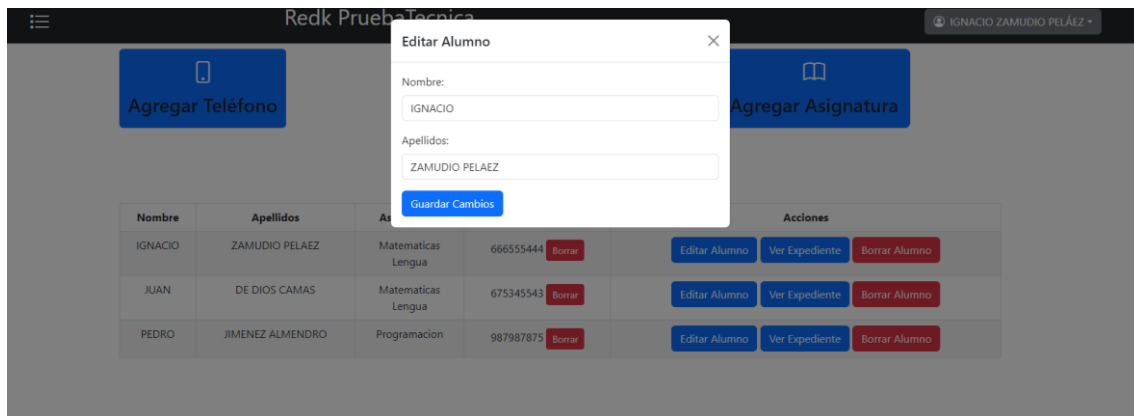 Redk PruebaTecnica
IGNACIO ZAMUDIO PELÁEZ
Editar Alumno
Nombre:
IGNACIO
Apellidos:
ZAMUDIO PELAEZ
Guardar Cambios
Agregar Teléfono
Agregar Asignatura
Nombre Apellidos Acciones
IGNACIO ZAMUDIO PELAEZ Matematicas 666555444 Borrar Editar Alumno Ver Expediente Borrar Alumno
Lengua
JUAN DE DIOS CAMAS Matematicas 675345543 Borrar Editar Alumno Ver Expediente Borrar Alumno
Lengua
PEDRO JIMENEZ ALMENDRO Programacion 987987875 Borrar Editar Alumno Ver Expediente Borrar Alumno